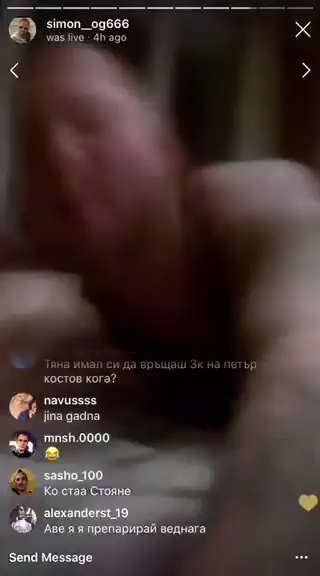 simon__og666
was live · 4h ago
Тяна имал си да връщаш 3к на петър
костов кога?
navussss
jina gadna
mnsh.0000
😂
sasho_100
Ко стаа Стояне
alexanderst_19
Аве я я препарирай веднага
Send Message